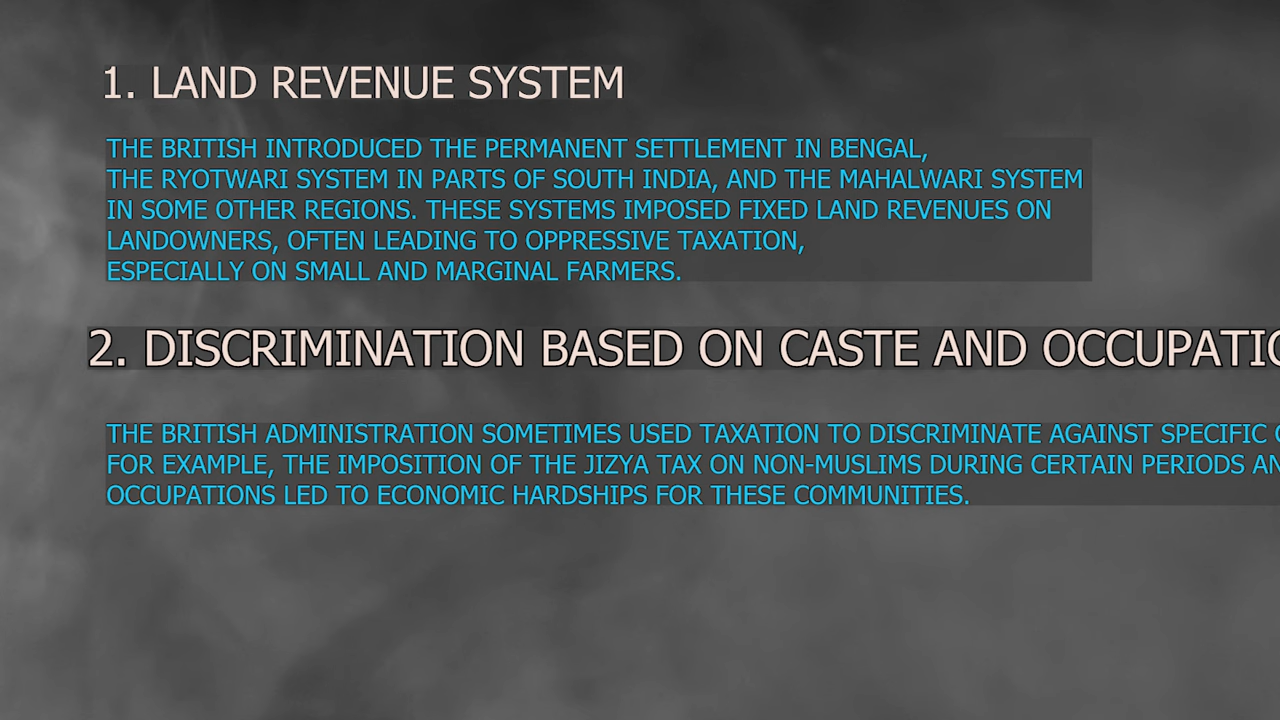 1. LAND REVENUE SYSTEM
THE BRITISH INTRODUCED THE PERMANENT SETTLEMENT IN BENGAL,
THE RYOTWARI SYSTEM IN PARTS OF SOUTH INDIA, AND THE MAHALWARI SYSTEM
IN SOME OTHER REGIONS. THESE SYSTEMS IMPOSED FIXED LAND REVENUES ON
LANDOWNERS, OFTEN LEADING TO OPPRESSIVE TAXATION,
ESPECIALLY ON SMALL AND MARGINAL FARMERS.
2. DISCRIMINATION BASED ON CASTE AND
THE BRITISH ADMINISTRATION SOMETIMES USED TAXATION TO DISCRIMINATE AGAINST SPECIFIC
FOR EXAMPLE, THE IMPOSITION OF THE JIZYA TAX ON NON-MUSLIMS DURING CERTAIN PERIODS
OCCUPATIONS LED TO ECONOMIC HARDSHIPS FOR THESE COMMUNITIES.